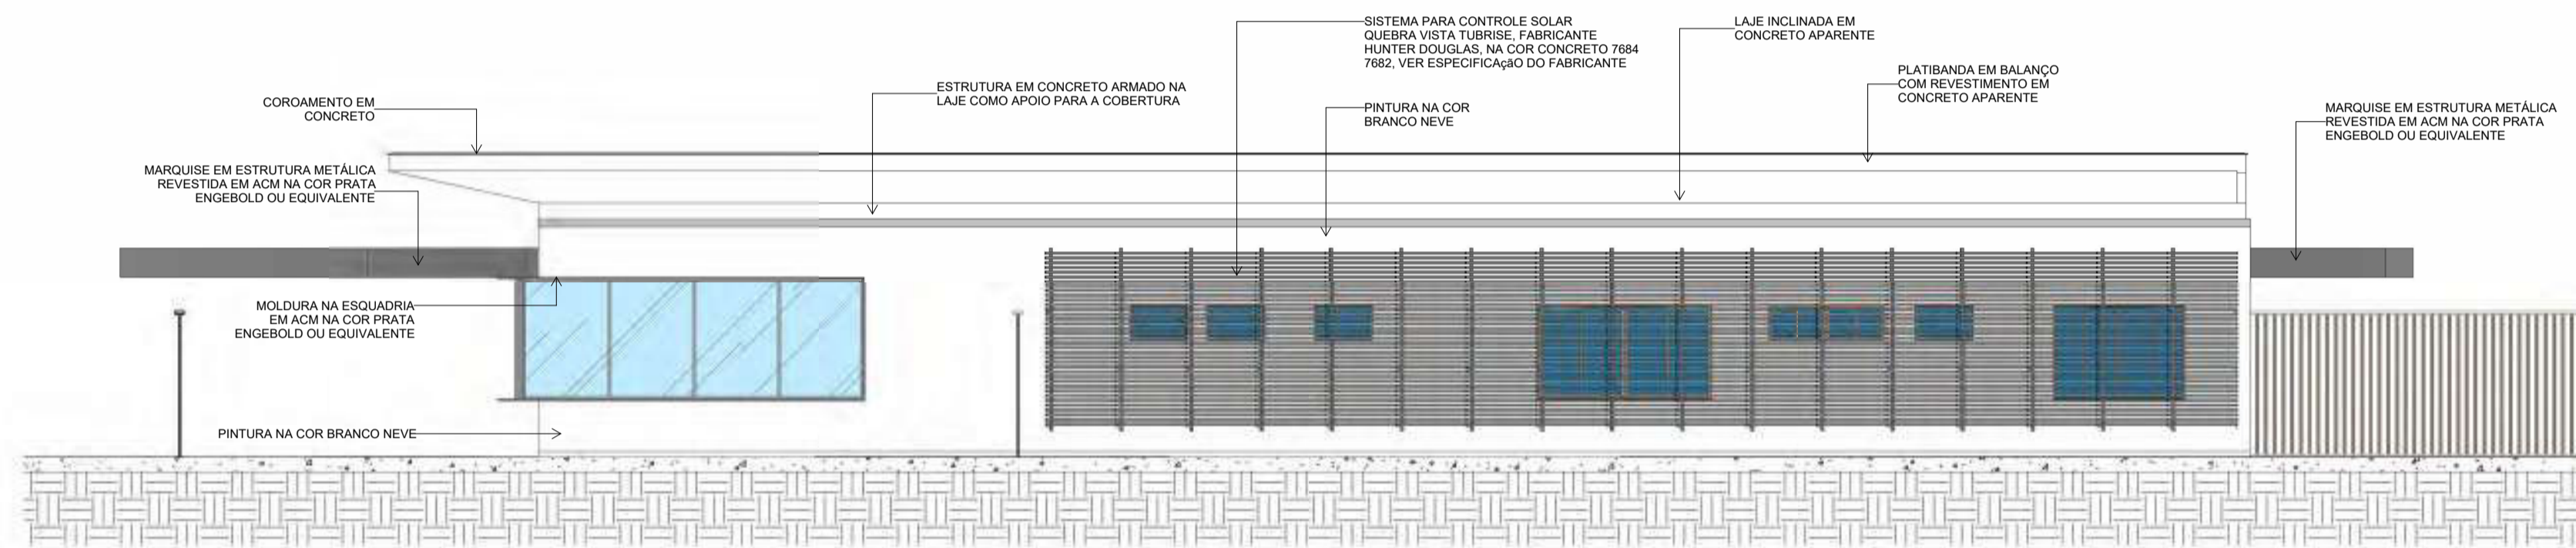 COROAMENTO EM
CONCRETO
MARQUISE EM ESTRUTURA METÁLICA
REVESTIDA EM ACM NA COR PRATA
ENGEBOLD OU EQUIVALENTE
MOLDURA NA ESQUADRIA
EM ACM NA COR PRATA
ENGEBOLD OU EQUIVALENTE
PINTURA NA COR BRANCO NEVE
ESTRUTURA EM CONCRETO ARMADO NA
LAJE COMO APOIO PARA A COBERTURA
SISTEMA PARA CONTROLE SOLAR
QUEBRA VISTA TUBRISE, FABRICANTE
HUNTER DOUGLAS, NA COR CONCRETO 7684
7682, VER ESPECIFICAçãO DO FABRICANTE
PINTURA NA COR
BRANCO NEVE
LAJE INCLINADA EM
CONCRETO APARENTE
PLATIBANDA EM BALANÇO
COM REVESTIMENTO EM
CONCRETO APARENTE
MARQUISE EM ESTRUTURA METÁLICA
REVESTIDA EM ACM NA COR PRATA
ENGEBOLD OU EQUIVALENTE